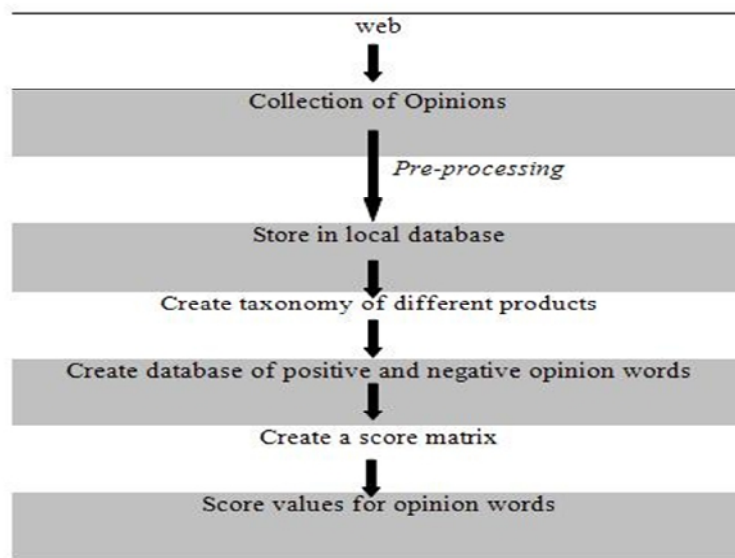 web
Collection of Opinions
Pre-processing
Store in local database
Create taxonomy of different products
Create database of positive and negative opinion words
Create a score matrix
Score values for opinion words